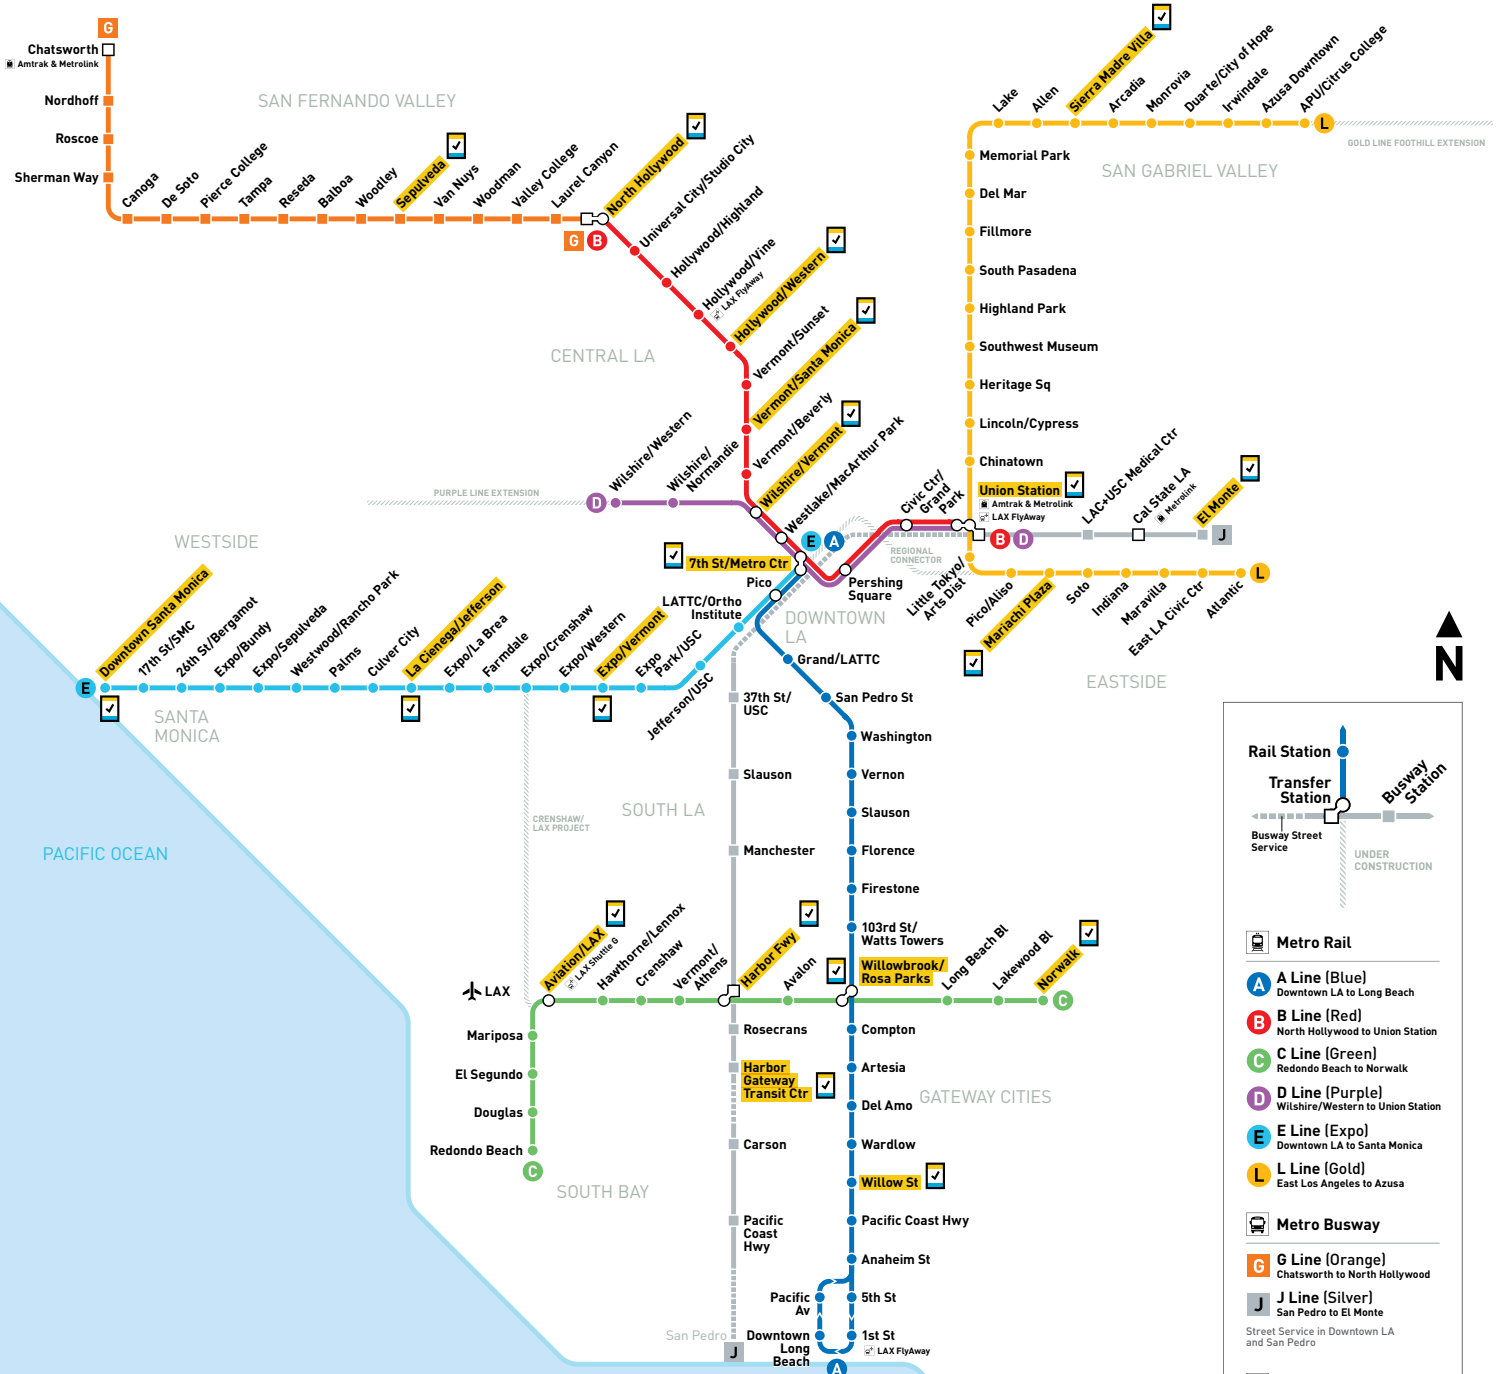 G
Chatsworth
Amtrak & Metrolink
Nordhoff
Roscoe
Sherman Way
SAN FERNANDO VALLEY
Canoga
De Soto
Pierce College
Tampa
Reseda
Balboa
Woodley
Sepulveda
Van Nuys
Woodman
Valley College
Laurel Canyon
North Hollywood
G
B
Universal City/Studio City
Hollywood/Highland
Hollywood/Vine
LAX FlyAway
Hollywood/Western
Vermont/Sunset
Vermont/Santa Monica
Vermont/Beverly
Wilshire/Vermont
Westlake/MacArthur Park
CENTRAL LA
Wilshire/Western
Wilshire/
Normandie
PURPLE LINE EXTENSION
D
Lake
Allen
Sierra Madre Villa
Arcadia
Monrovia
Duarte/City of Hope
Irwindale
Azusa Downtown
APU/Citrus College
L
GOLD LINE FOOTHILL EXTENSION
SAN GABRIEL VALLEY
Memorial Park
Del Mar
Fillmore
South Pasadena
Highland Park
Southwest Museum
Heritage Sq
Lincoln/Cypress
Chinatown
Union Station
Amtrak & Metrolink
LAX FlyAway
Civic Ctr/
Grand
Park
B
D
LAC+USC Medical Ctr
Cal State LA
Metrolink
El Monte
J
E
A
REGIONAL
CONNECTOR
7th St/Metro Ctr
Pershing
Square
Little Tokyo/
Arts Dist
Pico/Aliso
Mariachi Plaza
Soto
Indiana
Maravilla
East LA Civic Ctr
Atlantic
L
EASTSIDE
N
WESTSIDE
Pico
LATTC/Ortho
Institute
DOWNTOWN
LA
E
Downtown Santa Monica
17th St/SMC
26th St/Bergamot
Expo/Bundy
Expo/Sepulveda
Westwood/Rancho Park
Palms
Culver City
La Cienega/Jefferson
Expo/La Brea
Farmdale
Expo/Crenshaw
Expo/Western
Expo/Vermont
Expo
Park/USC
Jefferson/USC
SANTA
MONICA
PACIFIC OCEAN
Grand/LATTC
San Pedro St
Washington
Vernon
Slauson
Florence
Firestone
103rd St/
Watts Towers
Willowbrook/
Rosa Parks
37th St/
USC
Slauson
Manchester
SOUTH LA
CRENSHAW/
LAX PROJECT
LAX
Aviation/LAX
LAX Shuttle G
Hawthorne/Lennox
Crenshaw
Vermont/
Athens
Harbor Fwy
Avalon
Long Beach Bl
Lakewood Bl
Norwalk
C
Mariposa
El Segundo
Douglas
Redondo Beach
C
SOUTH BAY
Rosecrans
Harbor
Gateway
Transit Ctr
Carson
Pacific
Coast
Hwy
San Pedro
J
Compton
Artesia
Del Amo
Wardlow
Willow St
Pacific Coast Hwy
Anaheim St
Pacific
Av
5th St
Downtown
Long
Beach
1st St
LAX FlyAway
A
GATEWAY CITIES
Rail Station
Transfer
Station
Busway
Station
Busway Street
Service
UNDER
CONSTRUCTION
Metro Rail
A A Line (Blue)
Downtown LA to Long Beach
B B Line (Red)
North Hollywood to Union Station
C C Line (Green)
Redondo Beach to Norwalk
D D Line (Purple)
Wilshire/Western to Union Station
E E Line (Expo)
Downtown LA to Santa Monica
L L Line (Gold)
East Los Angeles to Azusa
Metro Busway
G G Line (Orange)
Chatsworth to North Hollywood
J J Line (Silver)
San Pedro to El Monte
Street Service in Downtown LA
and San Pedro